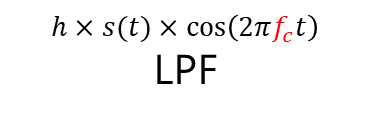 h × s(t) × cos(2πf_c t)
LPF